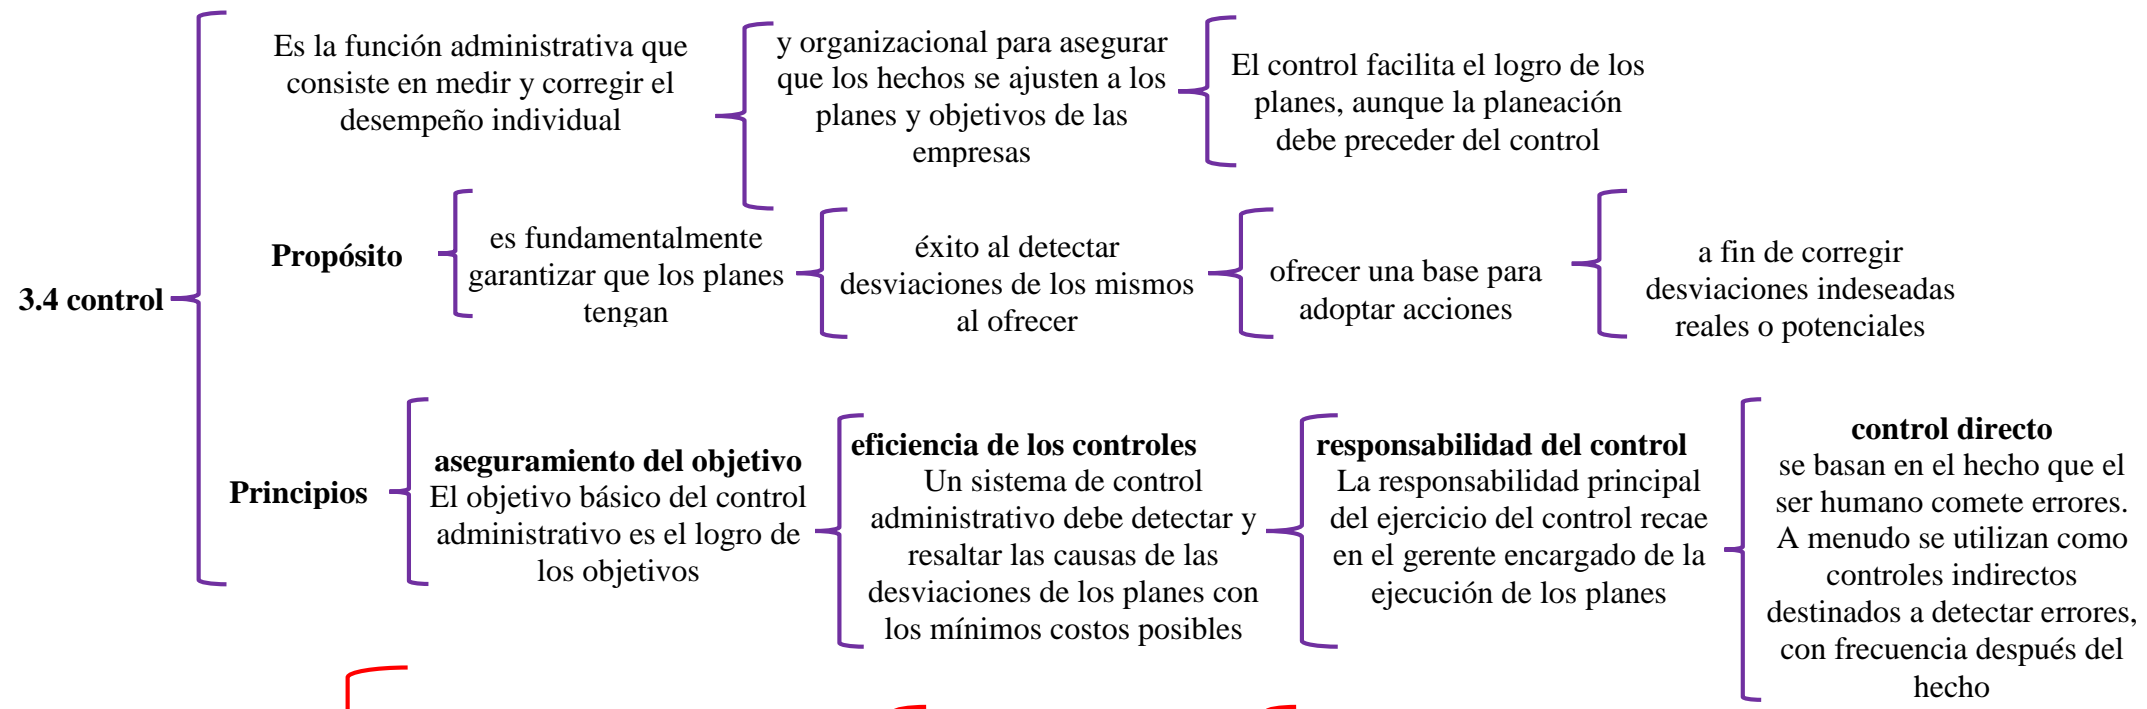 3.4 control
Es la función administrativa que
consiste en medir y corregir el
desempeño individual
y organizacional para asegurar
que los hechos se ajusten a los
planes y objetivos de las
empresas
El control facilita el logro de los
planes, aunque la planeación
debe preceder del control
Propósito
es fundamentalmente
garantizar que los planes
tengan
éxito al detectar
desviaciones de los mismos
al ofrecer
ofrecer una base para
adoptar acciones
a fin de corregir
desviaciones indeseadas
reales o potenciales
Principios
aseguramiento del objetivo
El objetivo básico del control
administrativo es el logro de
los objetivos
eficiencia de los controles
Un sistema de control
administrativo debe detectar y
resaltar las causas de las
desviaciones de los planes con
los mínimos costos posibles
responsabilidad del control
La responsabilidad principal
del ejercicio del control recae
en el gerente encargado de la
ejecución de los planes
control directo
se basan en el hecho que el
ser humano comete errores.
A menudo se utilizan como
controles indirectos
destinados a detectar errores,
con frecuencia después del
hecho